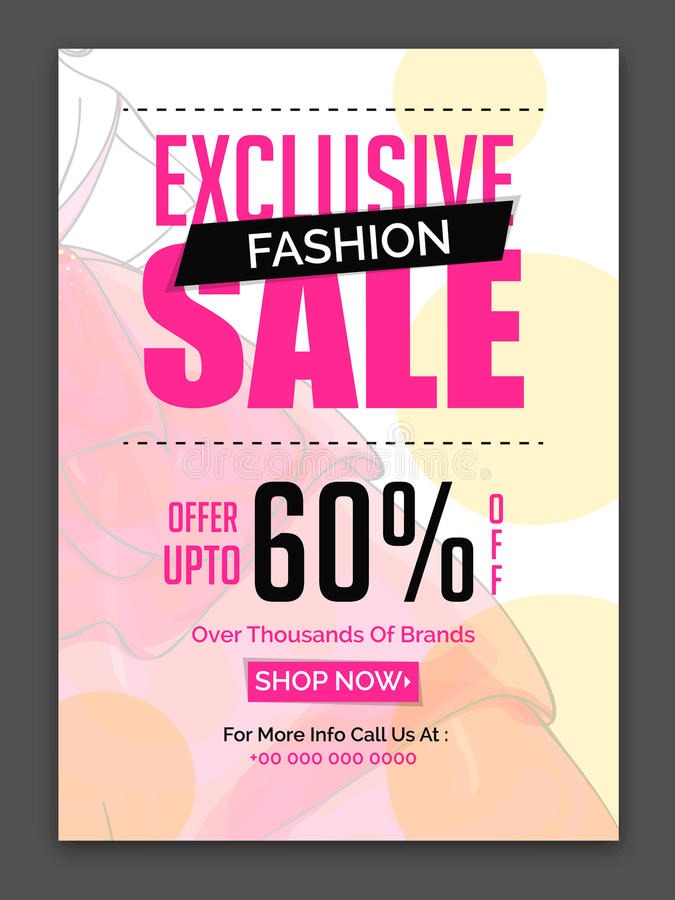 EXCLUSIVE
FASHION
SALE
dreamstime
OFFER
UPTO
60%
OFF
Over Thousands Of Brands
SHOP NOW
For More Info Call Us At :
+00 000 000 0000